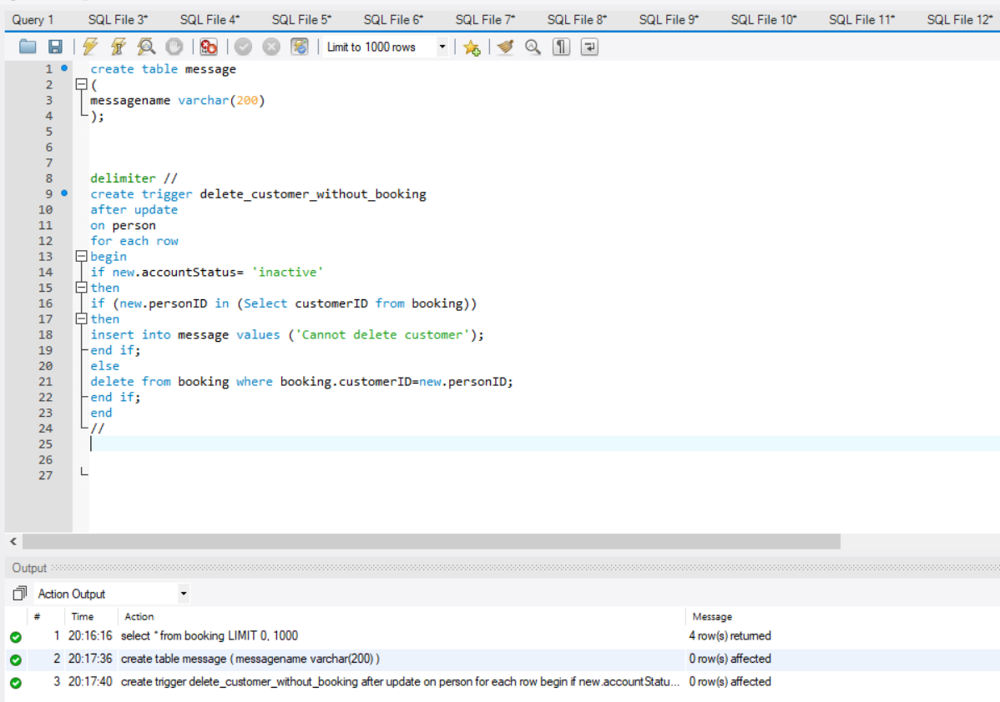 Query 1 SQL File 3* SQL File 4* SQL File 5* SQL File 6* SQL File 7* SQL File 8* SQL File 9* SQL File 10* SQL File 11* SQL File 12*
Limit to 1000 rows
1 create table message
2 (
3 messagename varchar(200)
4 );
5
6
7
8 delimiter //
9 create trigger delete_customer_without_booking
10 after update
11 on person
12 for each row
13 begin
14 if new.accountStatus= 'inactive'
15 then
16 if (new.personID in (Select customerID from booking))
17 then
18 insert into message values ('Cannot delete customer');
19 end if;
20 else
21 delete from booking where booking.customerID=new.personID;
22 end if;
23 end
24 //
25
26
27
Output
Action Output
# Time Action Message
1 20:16:16 select * from booking LIMIT 0, 1000 4 row(s) returned
2 20:17:36 create table message ( messagename varchar(200) ) 0 row(s) affected
3 20:17:40 create trigger delete_customer_without_booking after update on person for each row begin if new.accountStatu... 0 row(s) affected